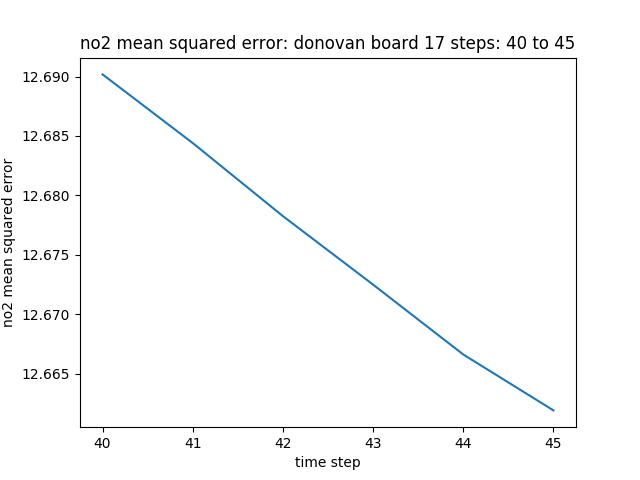 no2 mean squared error: donovan board 17 steps: 40 to 45
12.690
12.685
12.680
12.675
12.670
12.665
no2 mean squared error
40 41 42 43 44 45
time step